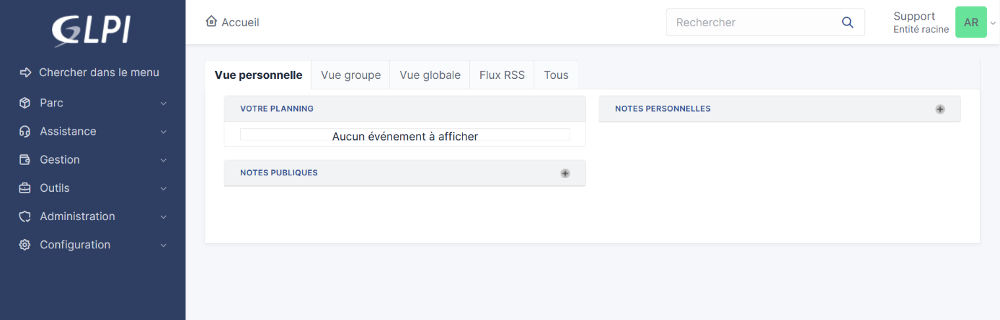 GLPI
Chercher dans le menu
Parc
Assistance
Gestion
Outils
Administration
Configuration
Accueil
Rechercher
Support
Entité racine
AR
Vue personnelle
Vue groupe
Vue globale
Flux RSS
Tous
VOTRE PLANNING
Aucun événement à afficher
NOTES PUBLIQUES
NOTES PERSONNELLES